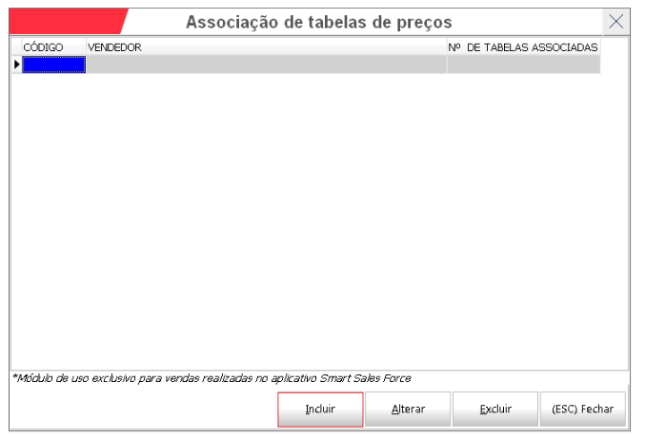 Associação de tabelas de preços
CÓDIGO VENDEDOR Nº DE TABELAS ASSOCIADAS
*Módulo de uso exclusivo para vendas realizadas no aplicativo Smart Sales Force
Incluir Alterar Excluir (ESC) Fechar